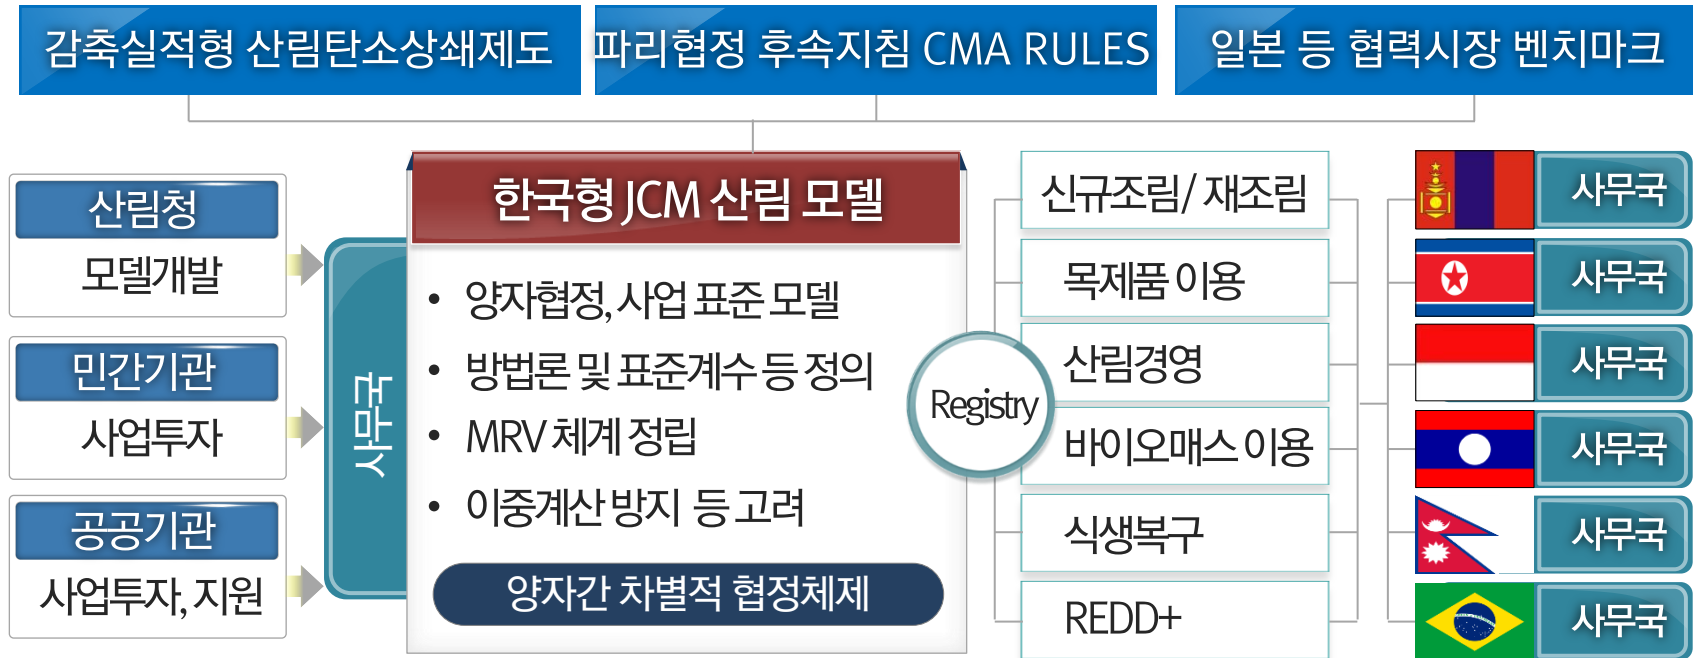 감축실적형 산림탄소상쇄제도
파리협정 후속지침 CMA RULES
일본 등 협력시장 벤치마크
산림청
모델개발
민간기관
사업투자
공공기관
사업투자, 지원
사무국
한국형 JCM 산림 모델
• 양자협정, 사업 표준 모델
• 방법론 및 표준계수 등 정의
• MRV 체계 정립
• 이중계산 방지 등 고려
양자간 차별적 협정체제
Registry
신규조림/ 재조림
목제품 이용
산림경영
바이오매스 이용
식생복구
REDD+
사무국
사무국
사무국
사무국
사무국
사무국